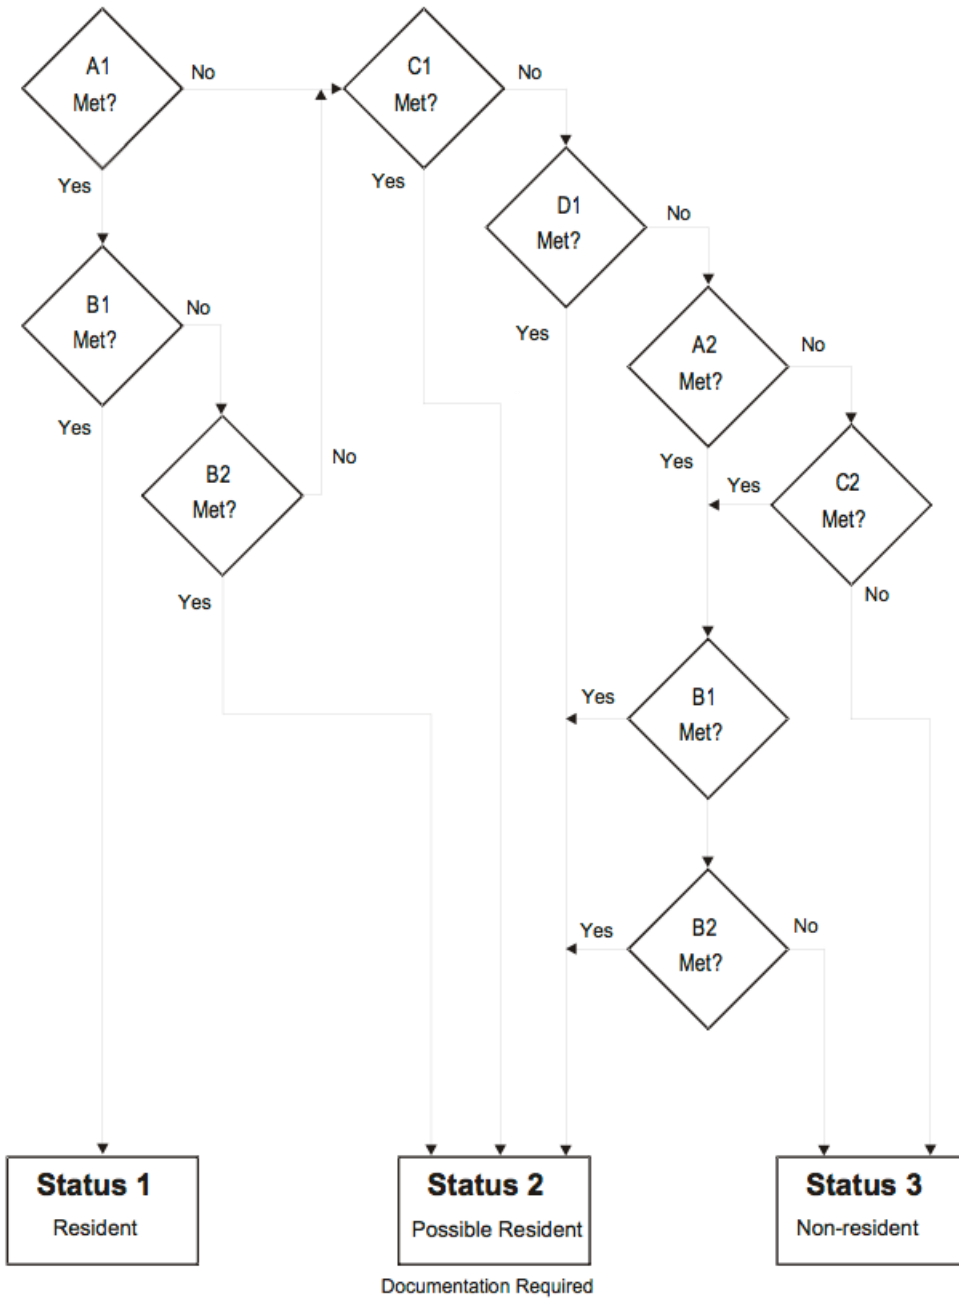 A1
Met?
No
C1
Met?
No
Yes
Yes
D1
Met?
No
B1
Met?
No
Yes
A2
Met?
No
Yes
B2
Met?
No
Yes
Yes
C2
Met?
Yes
No
B1
Met?
Yes
B2
Met?
Yes
No
Status 1
Resident
Status 2
Possible Resident
Status 3
Non-resident
Documentation Required